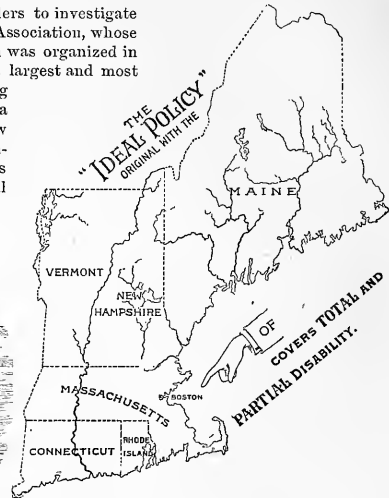 ers to investigate
Association, whose
was organized in
largest and most
THE
"IDEAL POLICY"
ORIGINAL WITH THE
MAINE
VERMONT
NEW
HAMPSHIRE
OF
COVERS TOTAL AND
PARTIAL DISABILITY.
MASSACHUSETTS
BOSTON
CONNECTICUT
RHODE
ISLAND